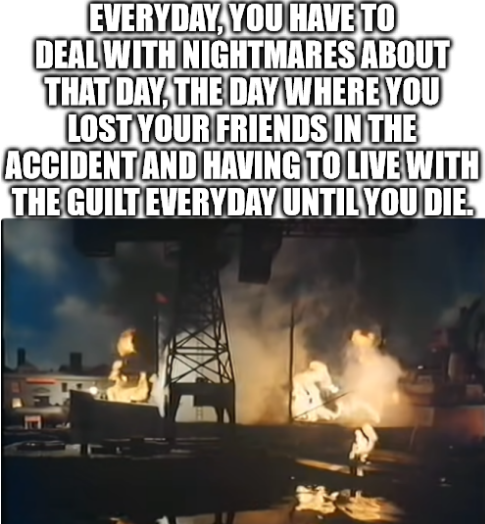 EVERYDAY, YOU HAVE TO
DEAL WITH NIGHTMARES ABOUT
THAT DAY, THE DAY WHERE YOU
LOST YOUR FRIENDS IN THE
ACCIDENT AND HAVING TO LIVE WITH
THE GUILT EVERYDAY UNTIL YOU DIE.